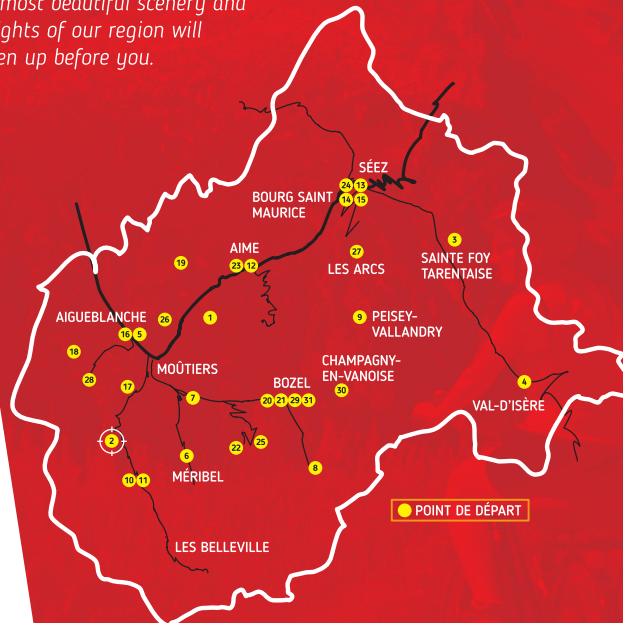 most beautiful scenery and
ights of our region will
en up before you.
SÉEZ
24 13
BOURG SAINT
MAURICE
14 15
3
AIME
19
23 12
27
LES ARCS
SAINTE FOY
TARENTAISE
AIGUEBLANCHE
26
1
9
PEISEY-
VALLANDRY
16 5
18
MOÛTIERS
CHAMPAGNY-
EN-VANOISE
28
17
7
BOZEL
30
4
20 21 29 31
VAL-D'ISÈRE
2
22
25
6
8
MÉRIBEL
10 11
POINT DE DÉPART
LES BELLEVILLE